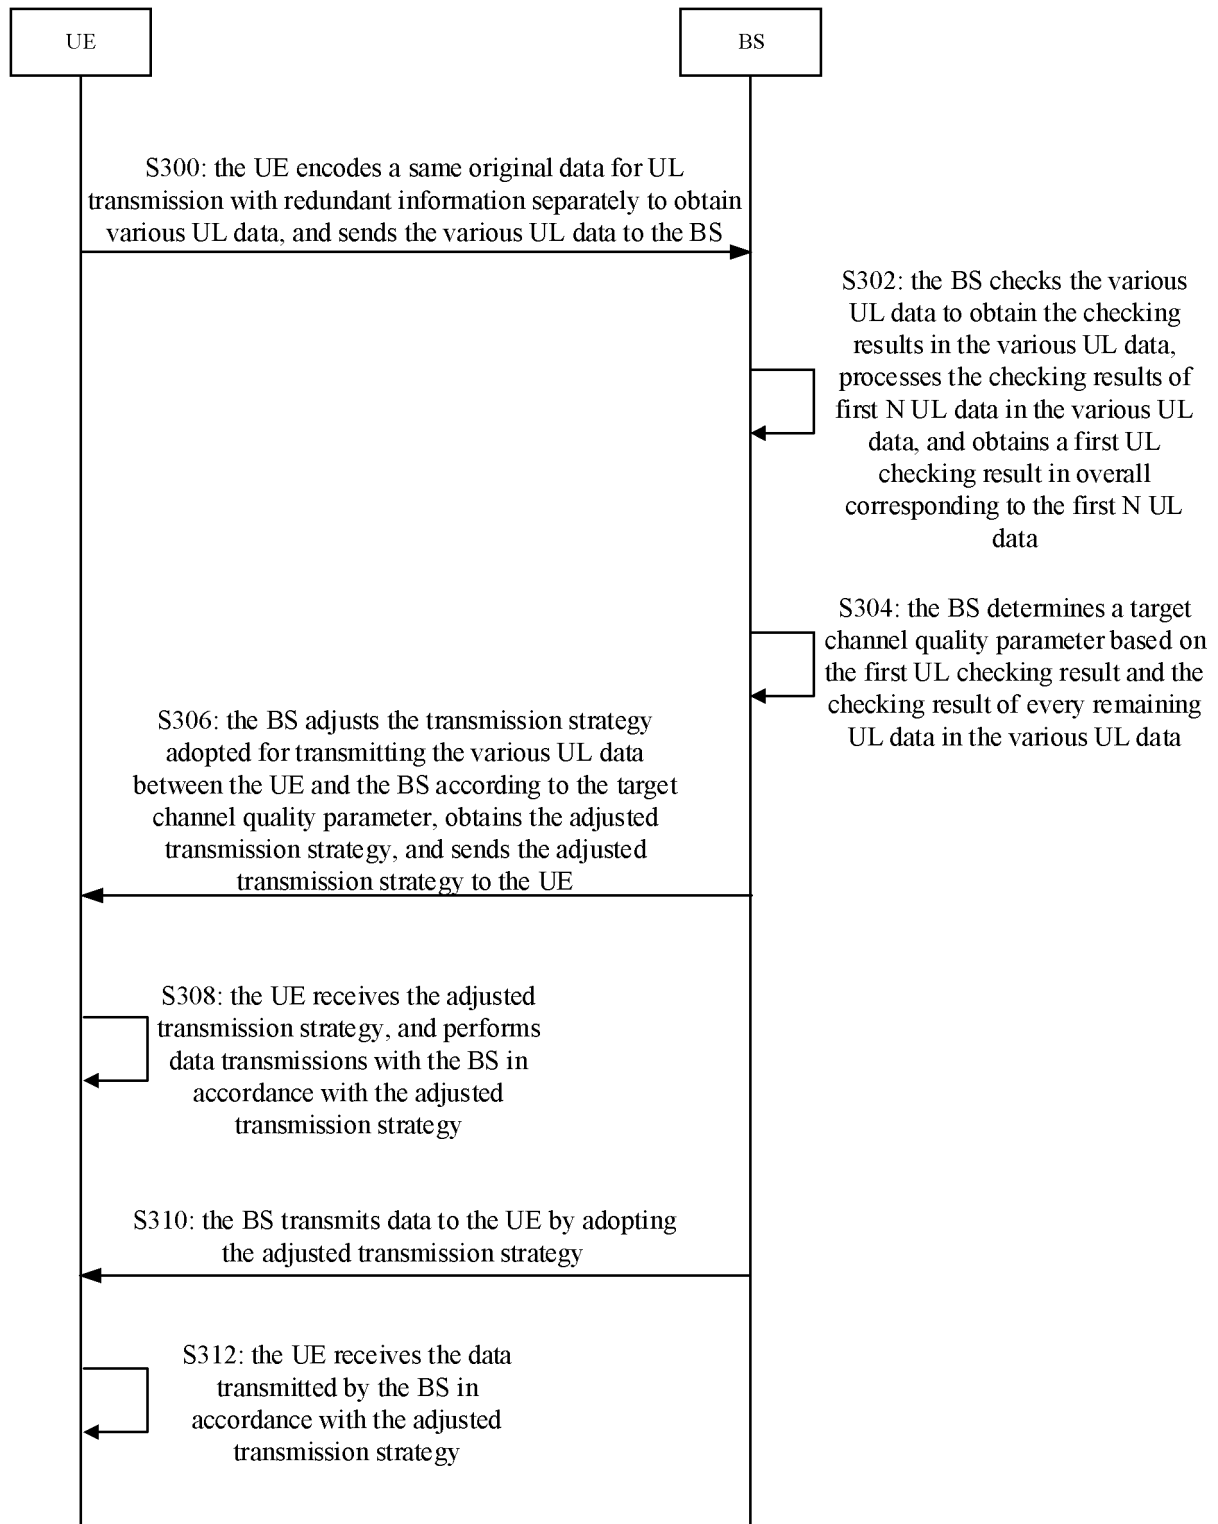 UE
BS
S300: the UE encodes a same original data for UL
transmission with redundant information separately to obtain
various UL data, and sends the various UL data to the BS
S302: the BS checks the various
UL data to obtain the checking
results in the various UL data,
processes the checking results of
first N UL data in the various UL
data, and obtains a first UL
checking result in overall
corresponding to the first N UL
data
S304: the BS determines a target
channel quality parameter based on
the first UL checking result and the
checking result of every remaining
UL data in the various UL data
S306: the BS adjusts the transmission strategy
adopted for transmitting the various UL data
between the UE and the BS according to the target
channel quality parameter, obtains the adjusted
transmission strategy, and sends the adjusted
transmission strategy to the UE
S308: the UE receives the adjusted
transmission strategy, and performs
data transmissions with the BS in
accordance with the adjusted
transmission strategy
S310: the BS transmits data to the UE by adopting
the adjusted transmission strategy
S312: the UE receives the data
transmitted by the BS in
accordance with the adjusted
transmission strategy